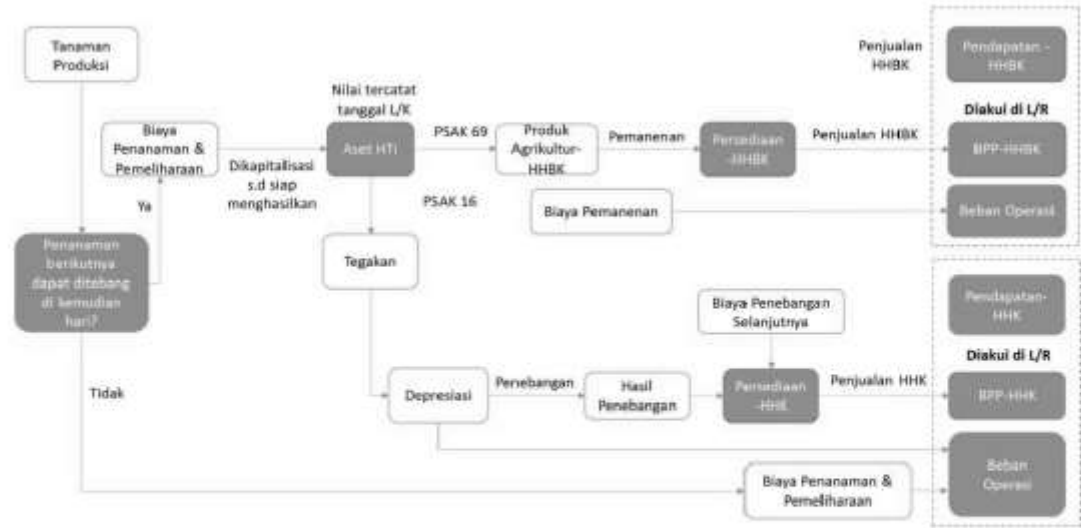 Tanaman
Produksi
Penjualan
HHBK
Pendapatan -
HHBK
Nilai tercatat
tanggal L/K
Diakui di L/R
Biaya
Penanaman &
Pemeliharaan
Dikapitalisasi
s.d siap
menghasilkan
Aset HTI
PSAK 69
Produk
Agrikultur-
HHBK
Pemanenan
Persediaan
-HHBK
Penjualan HHBK
BPP-HHBK
PSAK 16
Ya
Biaya Pemanenan
Beban Operasi
Penanaman
berikutnya
dapat ditebang
di kemudian
hari?
Tegakan
Biaya Penebangan
Selanjutnya
Pendapatan-
HHK
Diakui di L/R
Tidak
Depresiasi
Penebangan
Hasil
Penebangan
Persediaan
-HHK
Penjualan HHK
BPP-HHK
Biaya Penanaman &
Pemeliharaan
Beban
Operasi